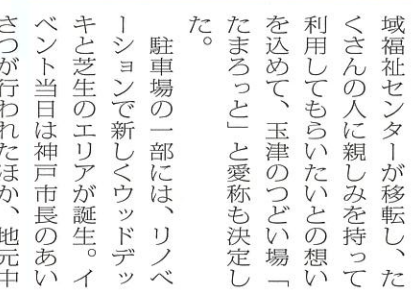 域福祉センターが移転し、た
くさんの人に親しみを持って
利用してもらいたいとの想い
を込めて、玉津のつどい場「
たまろっと」と愛称も決定し
た。
駐車場の一部には、リノベ
ーションで新しくウッドデッ
キと芝生のエリアが誕生。イ
ベント当日は神戸市長のあい
さつが行われたほか、地元中